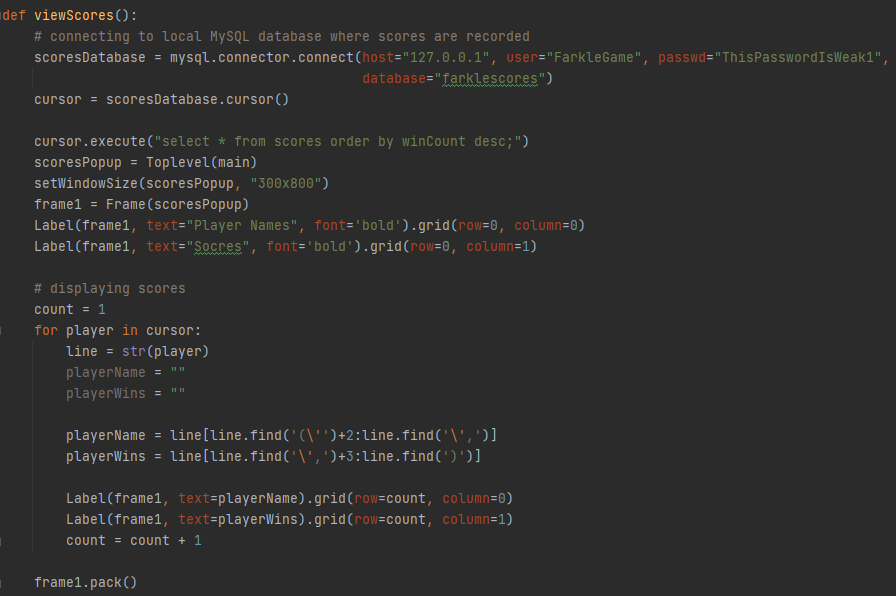 def viewScores():
    # connecting to local MySQL database where scores are recorded
    scoresDatabase = mysql.connector.connect(host="127.0.0.1", user="FarkleGame", passwd="ThisPasswordIsWeak1",
                                             database="farklescores")
    cursor = scoresDatabase.cursor()

    cursor.execute("select * from scores order by winCount desc;")
    scoresPopup = Toplevel(main)
    setWindowSize(scoresPopup, "300x800")
    frame1 = Frame(scoresPopup)
    Label(frame1, text="Player Names", font='bold').grid(row=0, column=0)
    Label(frame1, text="Socres", font='bold').grid(row=0, column=1)

    # displaying scores
    count = 1
    for player in cursor:
        line = str(player)
        playerName = ""
        playerWins = ""

        playerName = line[line.find('(\'')+2:line.find('\',')]
        playerWins = line[line.find('\',')+3:line.find(')')]

        Label(frame1, text=playerName).grid(row=count, column=0)
        Label(frame1, text=playerWins).grid(row=count, column=1)
        count = count + 1

    frame1.pack()